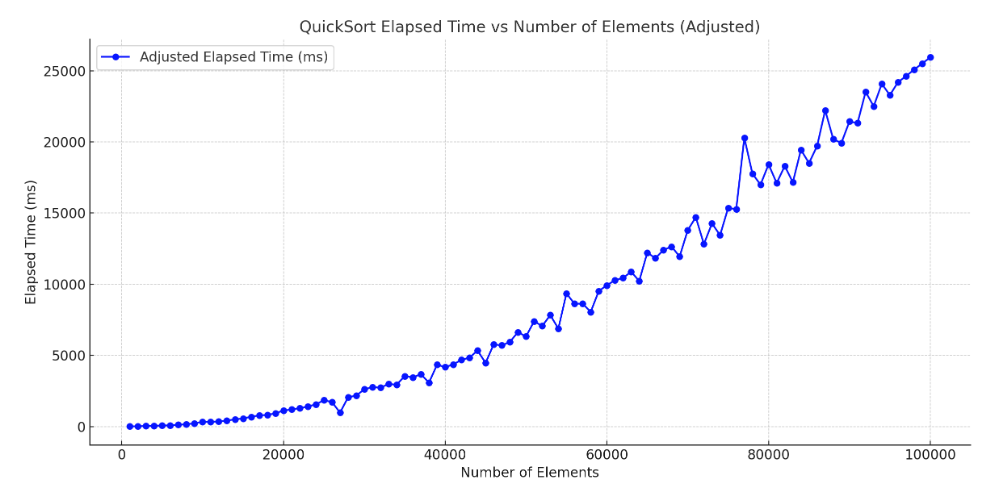 QuickSort Elapsed Time vs Number of Elements (Adjusted)
Adjusted Elapsed Time (ms)
25000
20000
15000
10000
5000
0
Elapsed Time (ms)
0 20000 40000 60000 80000 100000
Number of Elements